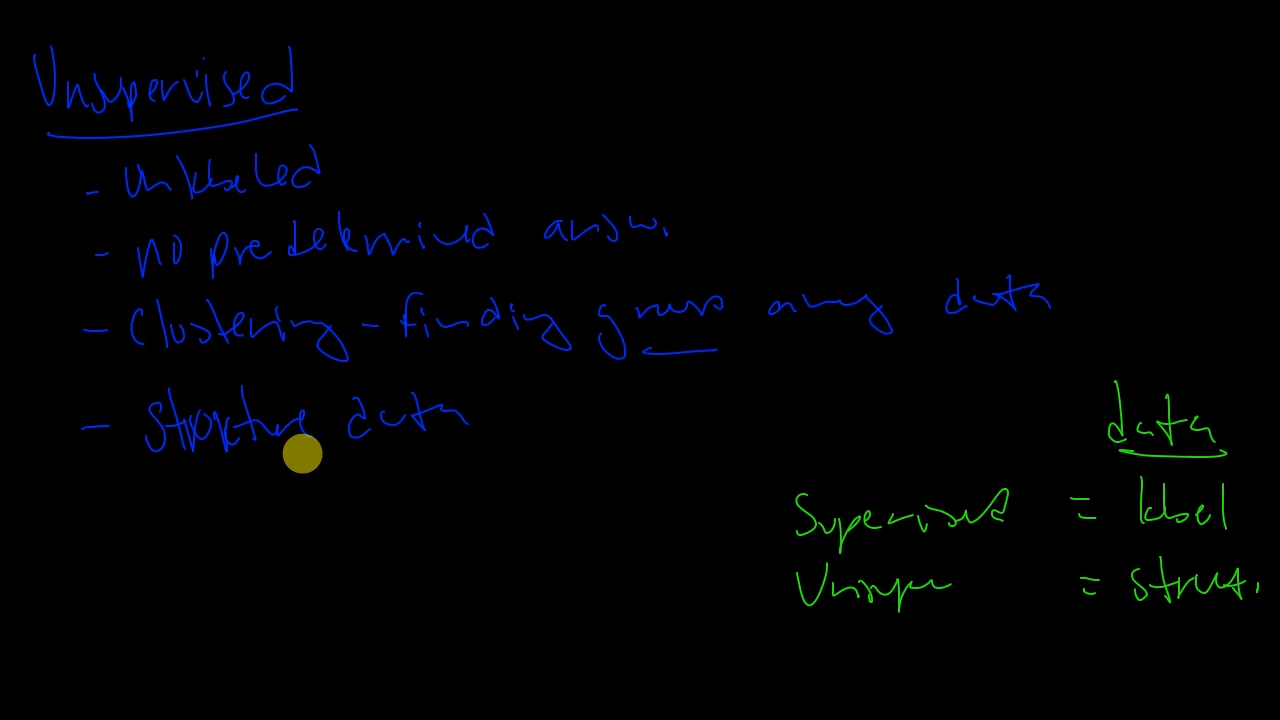 Unsupervised
- Unlabeled
- no predetermined answ.
- Clustering - finding groups among data
- Structure data
data
Supervised = label
Unsuper = struct.